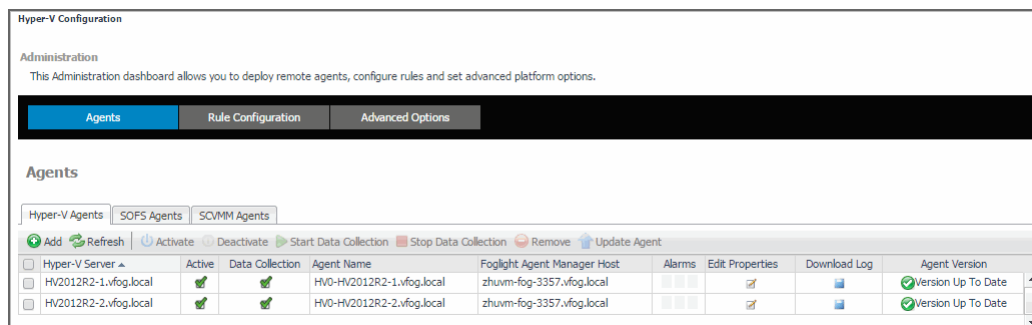 Hyper-V Configuration
Administration
This Administration dashboard allows you to deploy remote agents, configure rules and set advanced platform options.
Agents Rule Configuration Advanced Options
Agents
Hyper-V Agents SOFS Agents SCVMM Agents
Add Refresh Activate Deactivate Start Data Collection Stop Data Collection Remove Update Agent
Hyper-V Server Active Data Collection Agent Name Foglight Agent Manager Host Alarms Edit Properties Download Log Agent Version
HV2012R2-1.vfog.local HV0-HV2012R2-1.vfog.local zhuvm-fog-3357.vfog.local Version Up To Date
HV2012R2-2.vfog.local HV0-HV2012R2-2.vfog.local zhuvm-fog-3357.vfog.local Version Up To Date